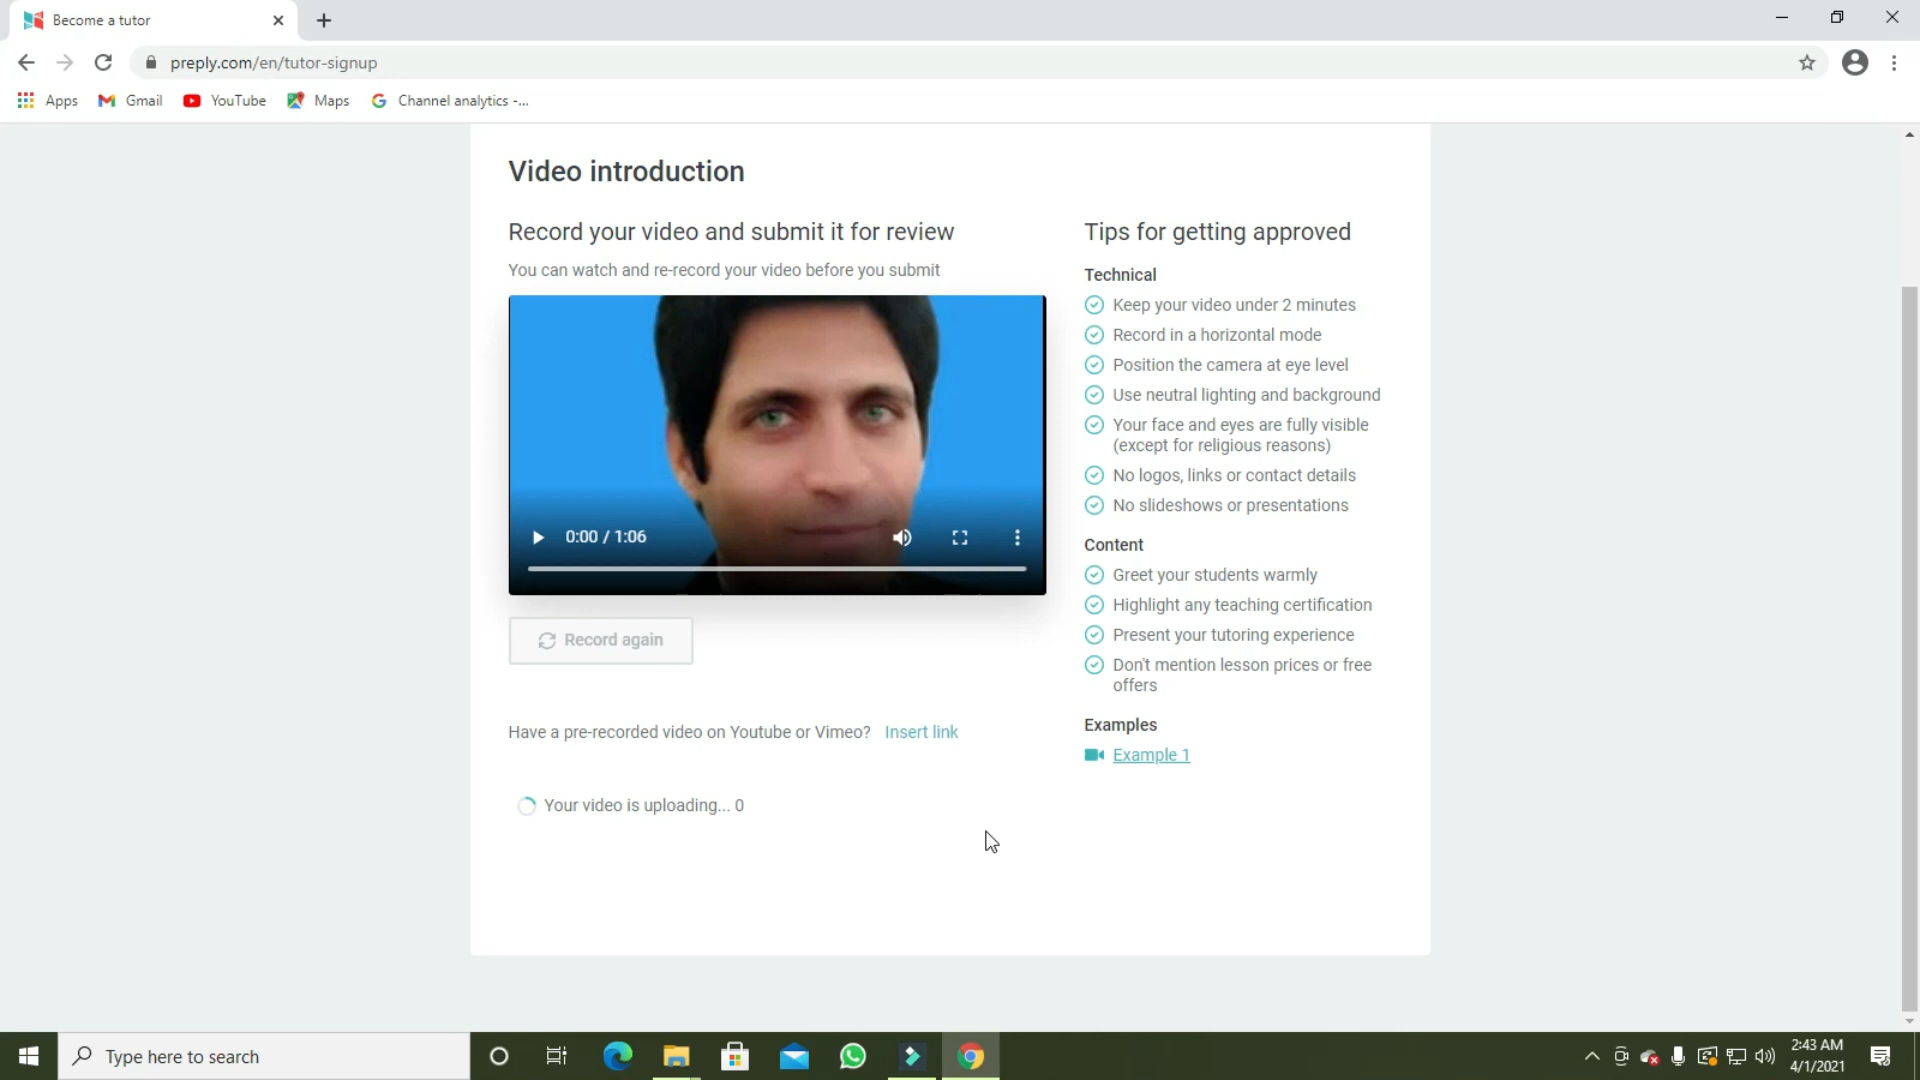 Become a tutor
preply.com/en/tutor-signup
Apps Gmail YouTube Maps Channel analytics -...
Video introduction
Record your video and submit it for review
You can watch and re-record your video before you submit
0:00 / 1:06
Record again
Have a pre-recorded video on Youtube or Vimeo? Insert link
Your video is uploading... 0
Tips for getting approved
Technical
Keep your video under 2 minutes
Record in a horizontal mode
Position the camera at eye level
Use neutral lighting and background
Your face and eyes are fully visible
(except for religious reasons)
No logos, links or contact details
No slideshows or presentations
Content
Greet your students warmly
Highlight any teaching certification
Present your tutoring experience
Don't mention lesson prices or free
offers
Examples
Example 1
Type here to search
2:43 AM
4/1/2021